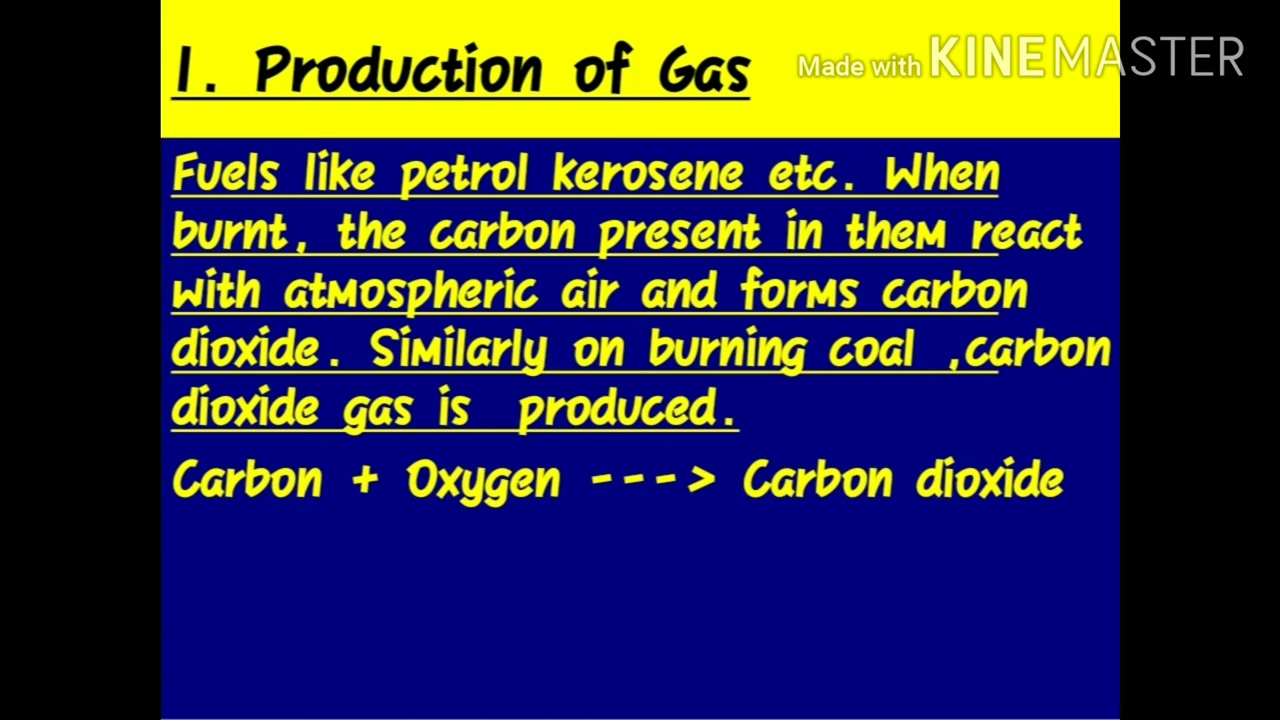 1. Production of Gas
Made with KINEMASTER
Fuels like petrol kerosene etc. When
burnt, the carbon present in them react
with atmospheric air and forms carbon
dioxide. Similarly on burning coal ,carbon
dioxide gas is produced.
Carbon + Oxygen ---> Carbon dioxide